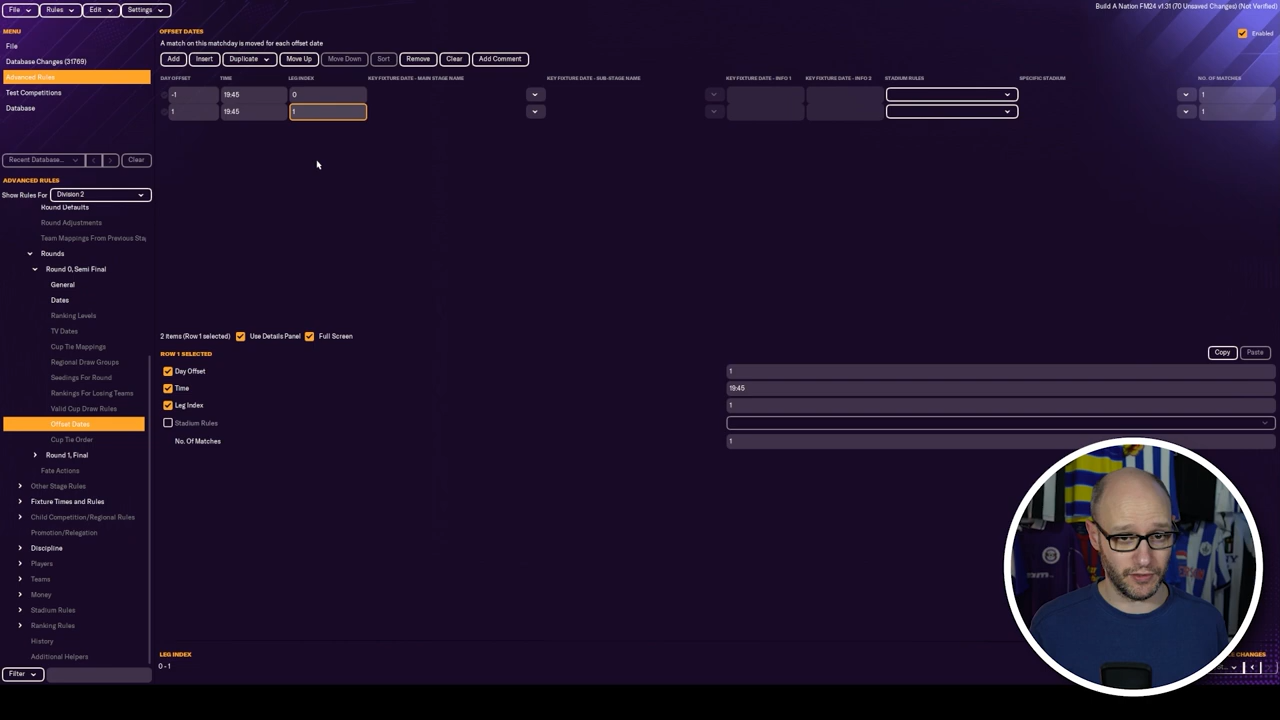 File Rules Edit Settings
Build A Nation FM24 v1.31 (70 Unsaved Changes) (Not Verified)
MENU
File
Database Changes (31769)
Advanced Rules
Test Competitions
Database
Recent Database... Clear
ADVANCED RULES
Show Rules For Division 2
Round Defaults
Round Adjustments
Team Mappings From Previous Sta
Rounds
Round 0, Semi Final
General
Dates
Ranking Levels
TV Dates
Cup Tie Mappings
Regional Draw Groups
Seedings For Round
Rankings For Losing Teams
Valid Cup Draw Rules
Offset Dates
Cup Tie Order
Round 1, Final
Fate Actions
Other Stage Rules
Fixture Times and Rules
Child Competition/Regional Rules
Promotion/Relegation
Discipline
Players
Teams
Money
Stadium Rules
Ranking Rules
History
Additional Helpers
Filter
OFFSET DATES
Enabled
A match on this matchday is moved for each offset date
Add Insert Duplicate Move Up Move Down Sort Remove Clear Add Comment
DAY OFFSET TIME LEG INDEX KEY FIXTURE DATE - MAIN STAGE NAME KEY FIXTURE DATE - SUB-STAGE NAME KEY FIXTURE DATE - INFO 1 KEY FIXTURE DATE - INFO 2 STADIUM RULES SPECIFIC STADIUM NO. OF MATCHES
-1 19:45 0 1
1 19:45 1 1
2 Items (Row 1 selected) Use Details Panel Full Screen
ROW 1 SELECTED
Copy Paste
Day Offset 1
Time 19:45
Leg Index 1
Stadium Rules
No. Of Matches 1
LEG INDEX
0 - 1
CHANGES